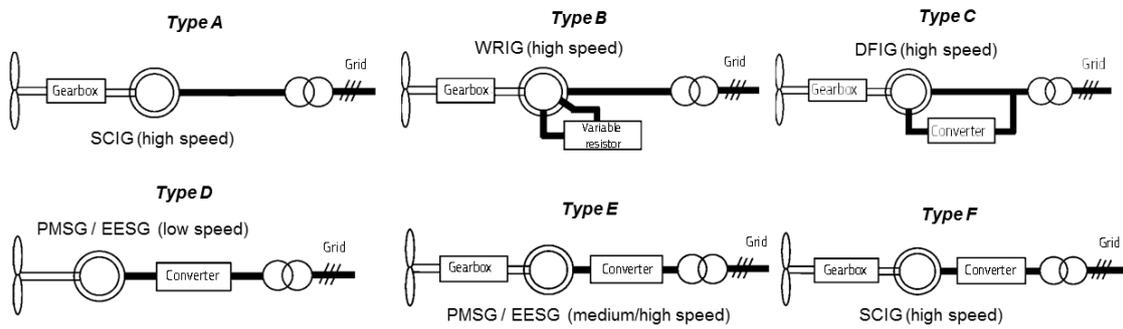 Type A
Grid
Gearbox
SCIG (high speed)
Type B
WRIG (high speed)
Grid
Gearbox
Variable
resistor
Type C
DFIG (high speed)
Grid
Gearbox
Converter
Type D
PMSG / EESG (low speed)
Grid
Converter
Type E
Grid
Gearbox
Converter
PMSG / EESG (medium/high speed)
Type F
Grid
Gearbox
Converter
SCIG (high speed)